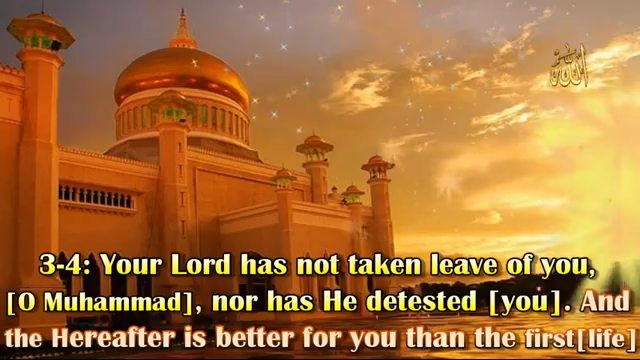 الله
3-4: Your Lord has not taken leave of you,
[O Muhammad], nor has He detested [you]. And
the Hereafter is better for you than the first[life]